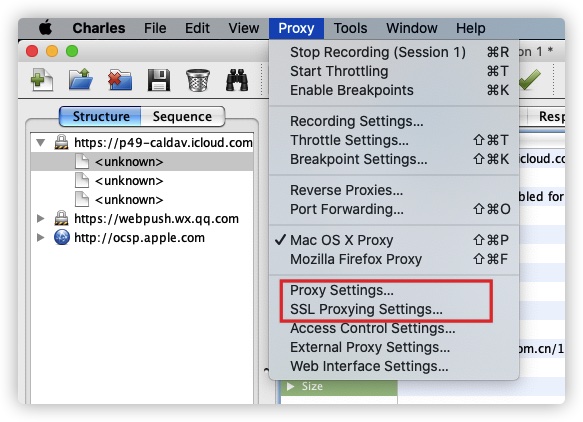 Charles File Edit View Proxy Tools Window Help
Stop Recording (Session 1) ⌘R
Start Throttling ⌘T
Enable Breakpoints ⌘K
Recording Settings...
Throttle Settings... ⇧⌘T
Breakpoint Settings... ⇧⌘K
Reverse Proxies...
Port Forwarding... ⇧⌘O
✓ Mac OS X Proxy ⇧⌘P
Mozilla Firefox Proxy ⇧⌘F
Proxy Settings...
SSL Proxying Settings...
Access Control Settings...
External Proxy Settings...
Web Interface Settings...
Structure Sequence
https://p49-caldav.icloud.com
<unknown>
<unknown>
<unknown>
https://webpush.wx.qq.com
http://ocsp.apple.com
1 *
Resp
icloud.co
bled for
om.cn/1
Size